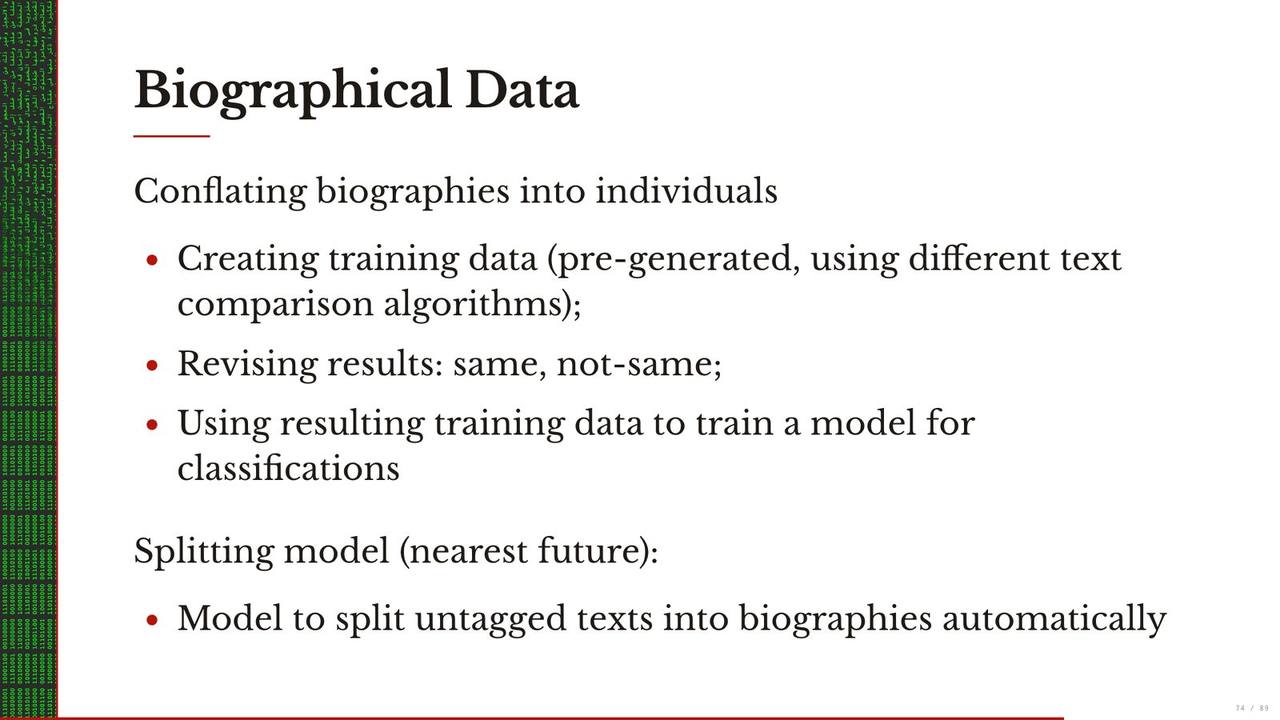 Biographical Data
Conflating biographies into individuals
• Creating training data (pre-generated, using different text
comparison algorithms);
• Revising results: same, not-same;
• Using resulting training data to train a model for
classifications
Splitting model (nearest future):
• Model to split untagged texts into biographies automatically
74 / 89